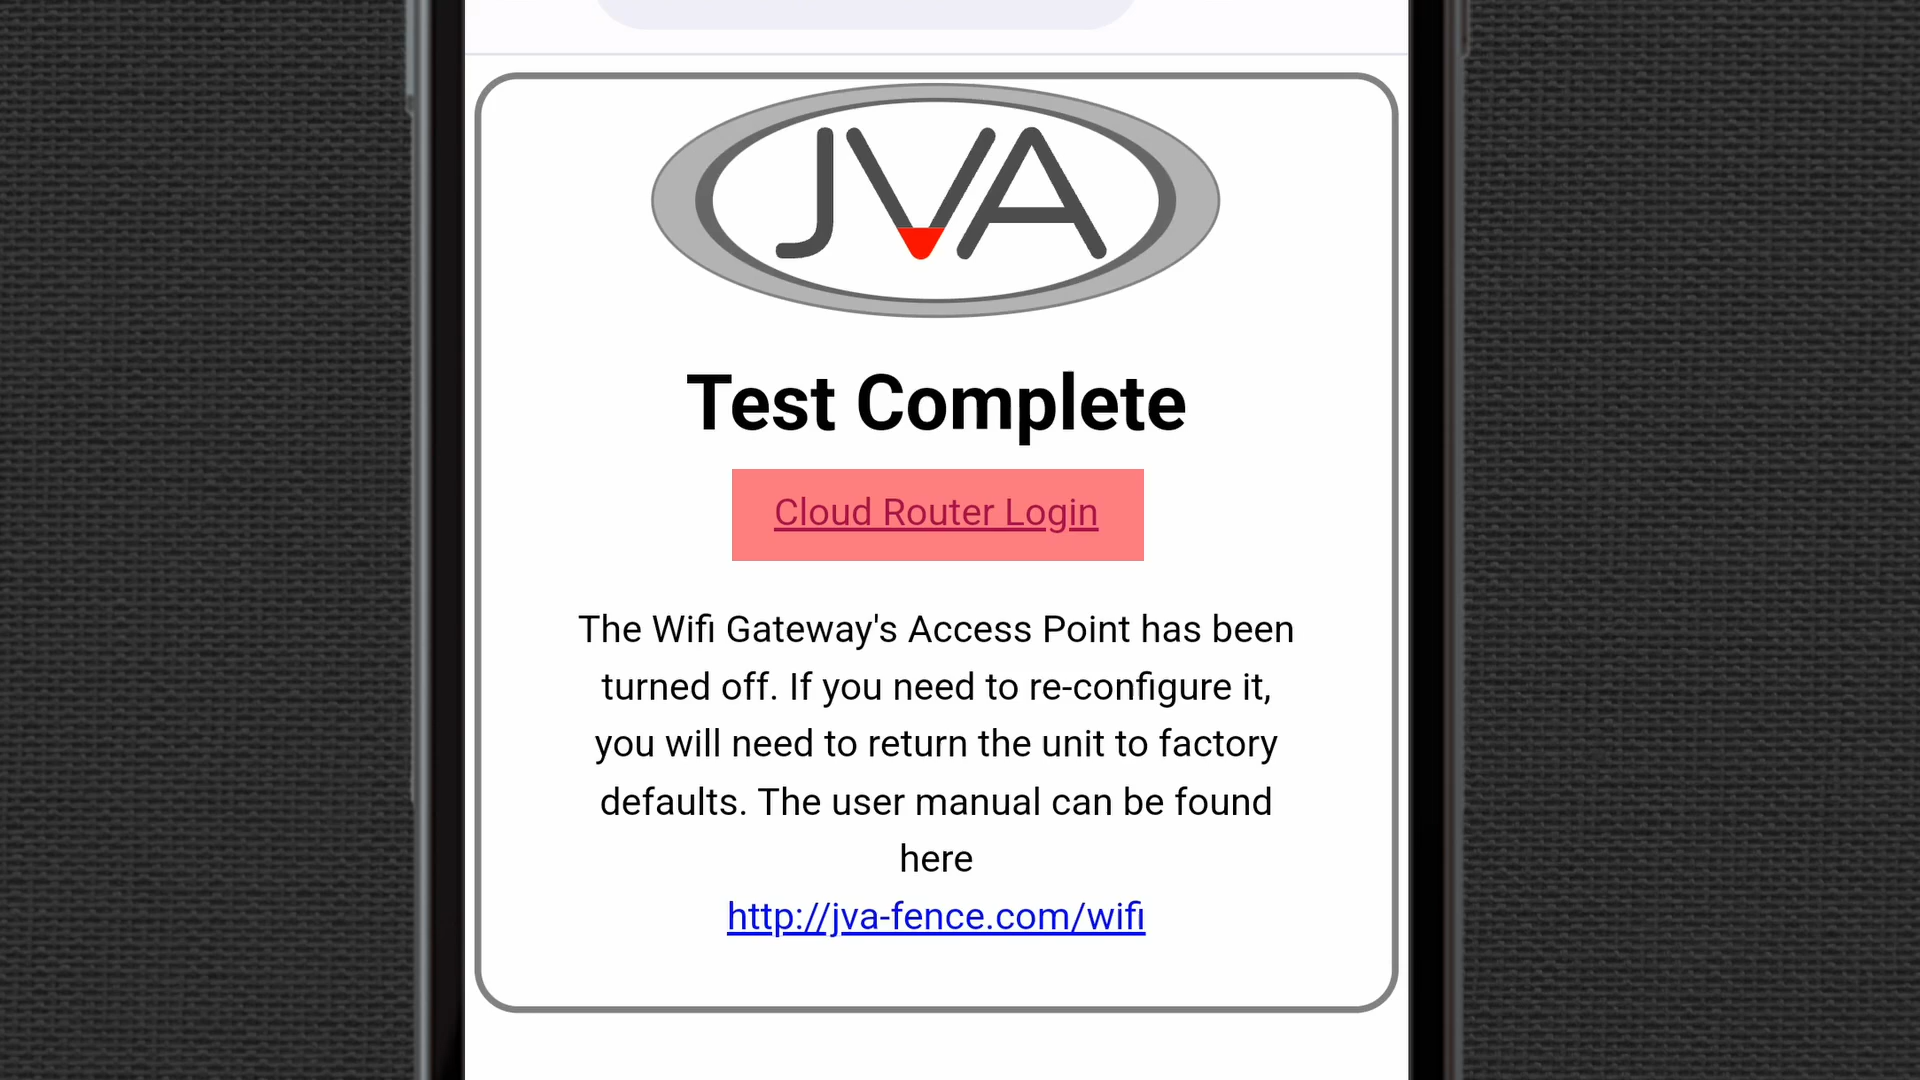 JVA
Test Complete
Cloud Router Login
The Wifi Gateway's Access Point has been
turned off. If you need to re-configure it,
you will need to return the unit to factory
defaults. The user manual can be found
here
http://jva-fence.com/wifi